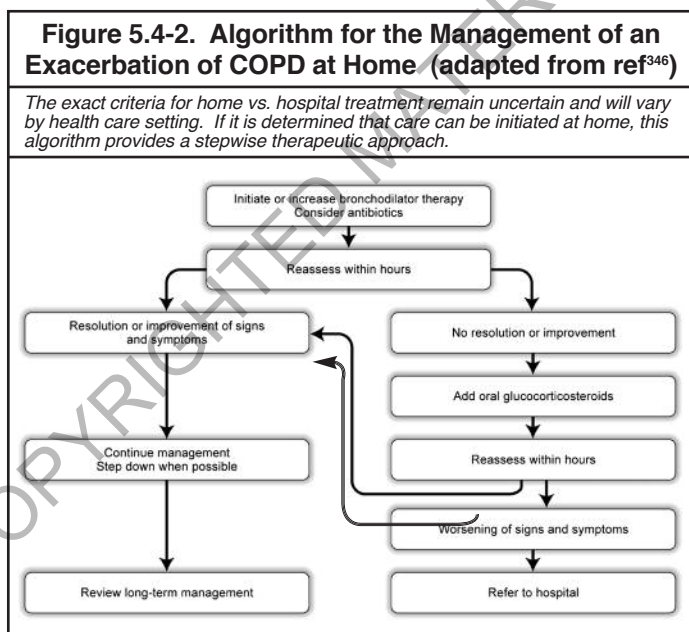 Figure 5.4-2. Algorithm for the Management of an
Exacerbation of COPD at Home (adapted from ref³⁴⁶)
The exact criteria for home vs. hospital treatment remain uncertain and will vary
by health care setting. If it is determined that care can be initiated at home, this
algorithm provides a stepwise therapeutic approach.
Initiate or increase bronchodilator therapy
Consider antibiotics
Reassess within hours
Resolution or improvement of signs
and symptoms
No resolution or improvement
Add oral glucocorticosteroids
Continue management
Step down when possible
Reassess within hours
Worsening of signs and symptoms
Review long-term management
Refer to hospital
OPYRIGHTED MATER